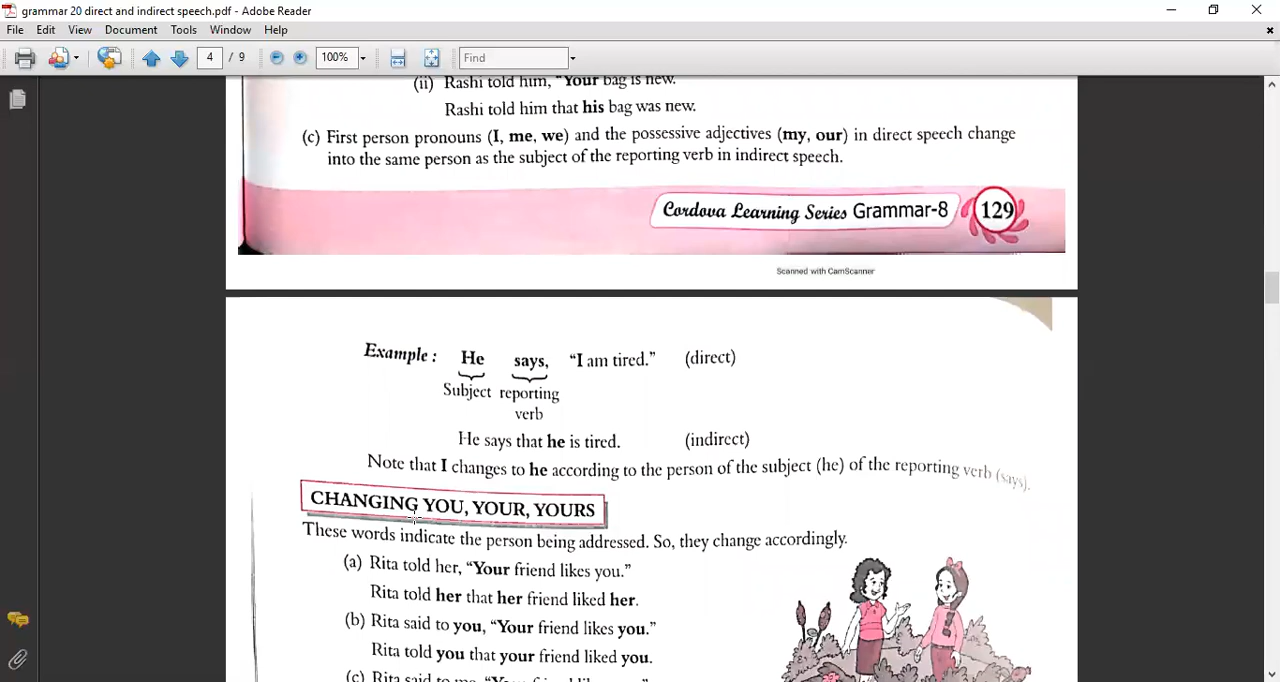 grammar 20 direct and indirect speech.pdf - Adobe Reader
File Edit View Document Tools Window Help
4 / 9 100% Find
(ii) Rashi told him, "Your bag is new.
Rashi told him that his bag was new.
(c) First person pronouns (I, me, we) and the possessive adjectives (my, our) in direct speech change
into the same person as the subject of the reporting verb in indirect speech.
Cordova Learning Series Grammar-8 129
Scanned with CamScanner
Example : He says, "I am tired." (direct)
Subject reporting
verb
He says that he is tired. (indirect)
Note that I changes to he according to the person of the subject (he) of the reporting verb (says).
CHANGING YOU, YOUR, YOURS
These words indicate the person being addressed. So, they change accordingly.
(a) Rita told her, "Your friend likes you."
Rita told her that her friend liked her.
(b) Rita said to you, "Your friend likes you."
Rita told you that your friend liked you.
(c) Rita said to me, "Your